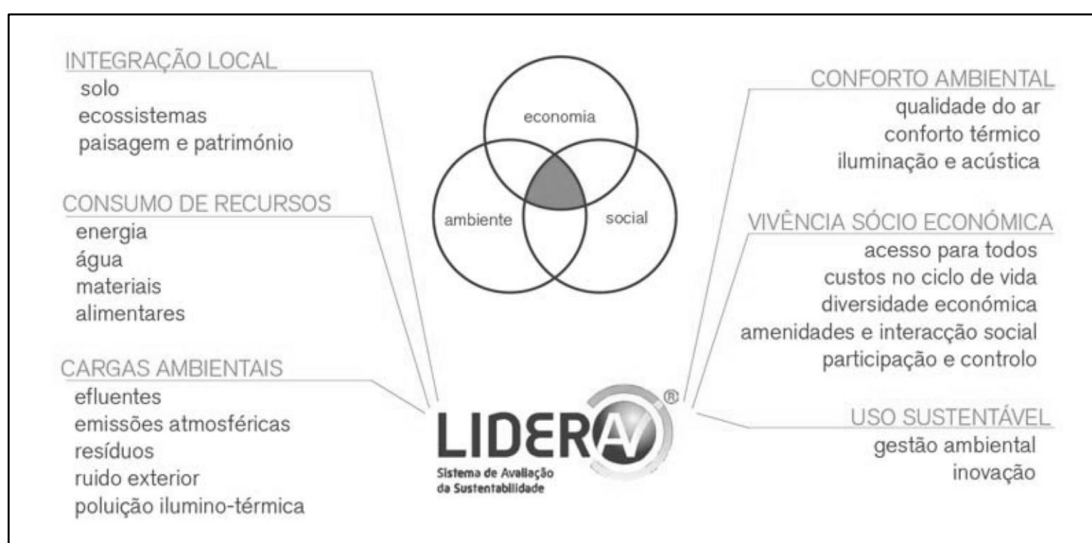 INTEGRAÇÃO LOCAL
solo
ecossistemas
paisagem e património
CONSUMO DE RECURSOS
energia
água
materiais
alimentares
CARGAS AMBIENTAIS
efluentes
emissões atmosféricas
resíduos
ruido exterior
poluição ilumino-térmica
economia
ambiente
social
LIDERA
®
Sistema de Avaliação
da Sustentabilidade
CONFORTO AMBIENTAL
qualidade do ar
conforto térmico
iluminação e acústica
VIVÊNCIA SÓCIO ECONÓMICA
acesso para todos
custos no ciclo de vida
diversidade económica
amenidades e interacção social
participação e controlo
USO SUSTENTÁVEL
gestão ambiental
inovação